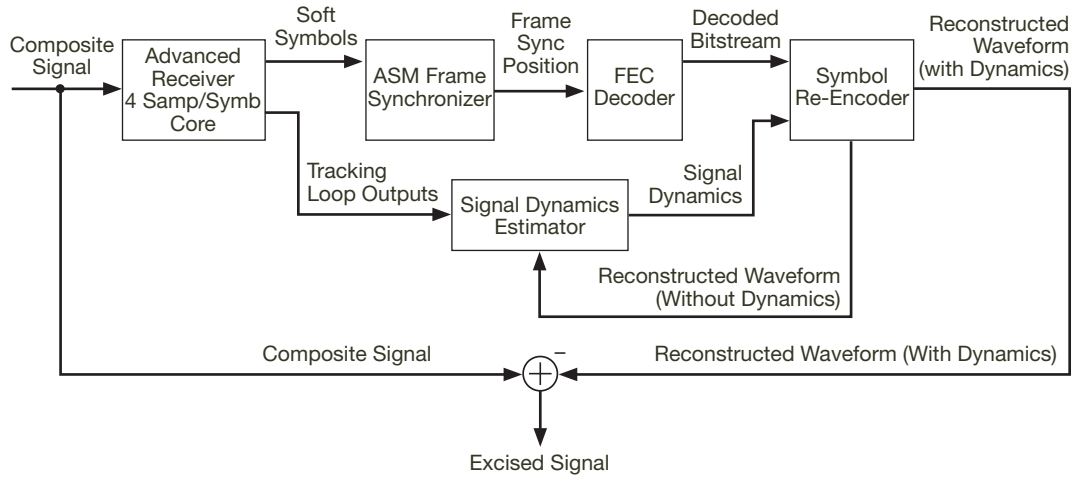 Composite
Signal
Advanced
Receiver
4 Samp/Symb
Core
Soft
Symbols
ASM Frame
Synchronizer
Frame
Sync
Position
FEC
Decoder
Decoded
Bitstream
Symbol
Re-Encoder
Reconstructed
Waveform
(with Dynamics)
Tracking
Loop Outputs
Signal Dynamics
Estimator
Signal
Dynamics
Reconstructed Waveform
(Without Dynamics)
Composite Signal
+
−
Reconstructed Waveform (With Dynamics)
Excised Signal